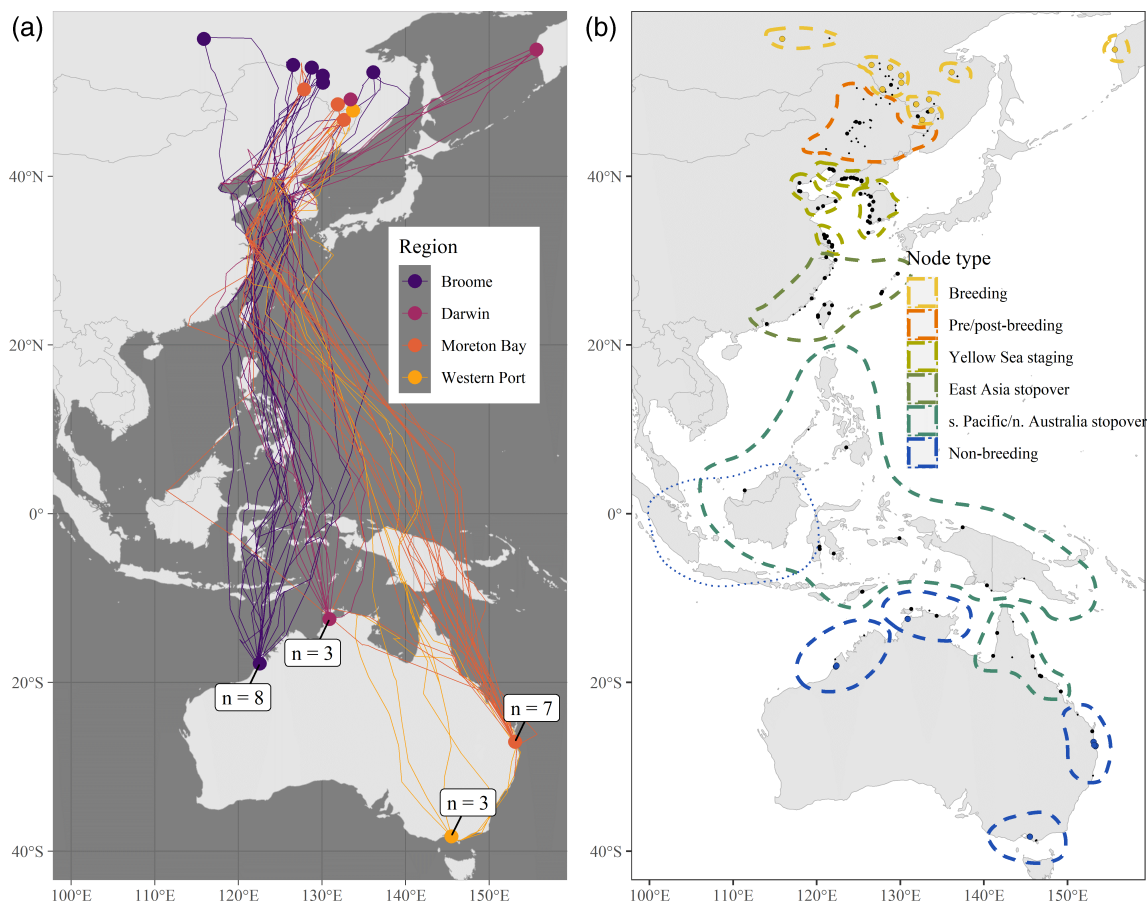 (a)
40°N
20°N
0°
20°S
40°S
100°E
110°E
120°E
130°E
140°E
150°E
Region
Broome
Darwin
Moreton Bay
Western Port
n = 3
n = 8
n = 7
n = 3
(b)
40°N
20°N
0°
20°S
40°S
100°E
110°E
120°E
130°E
140°E
150°E
Node type
Breeding
Pre/post-breeding
Yellow Sea staging
East Asia stopover
s. Pacific/n. Australia stopover
Non-breeding